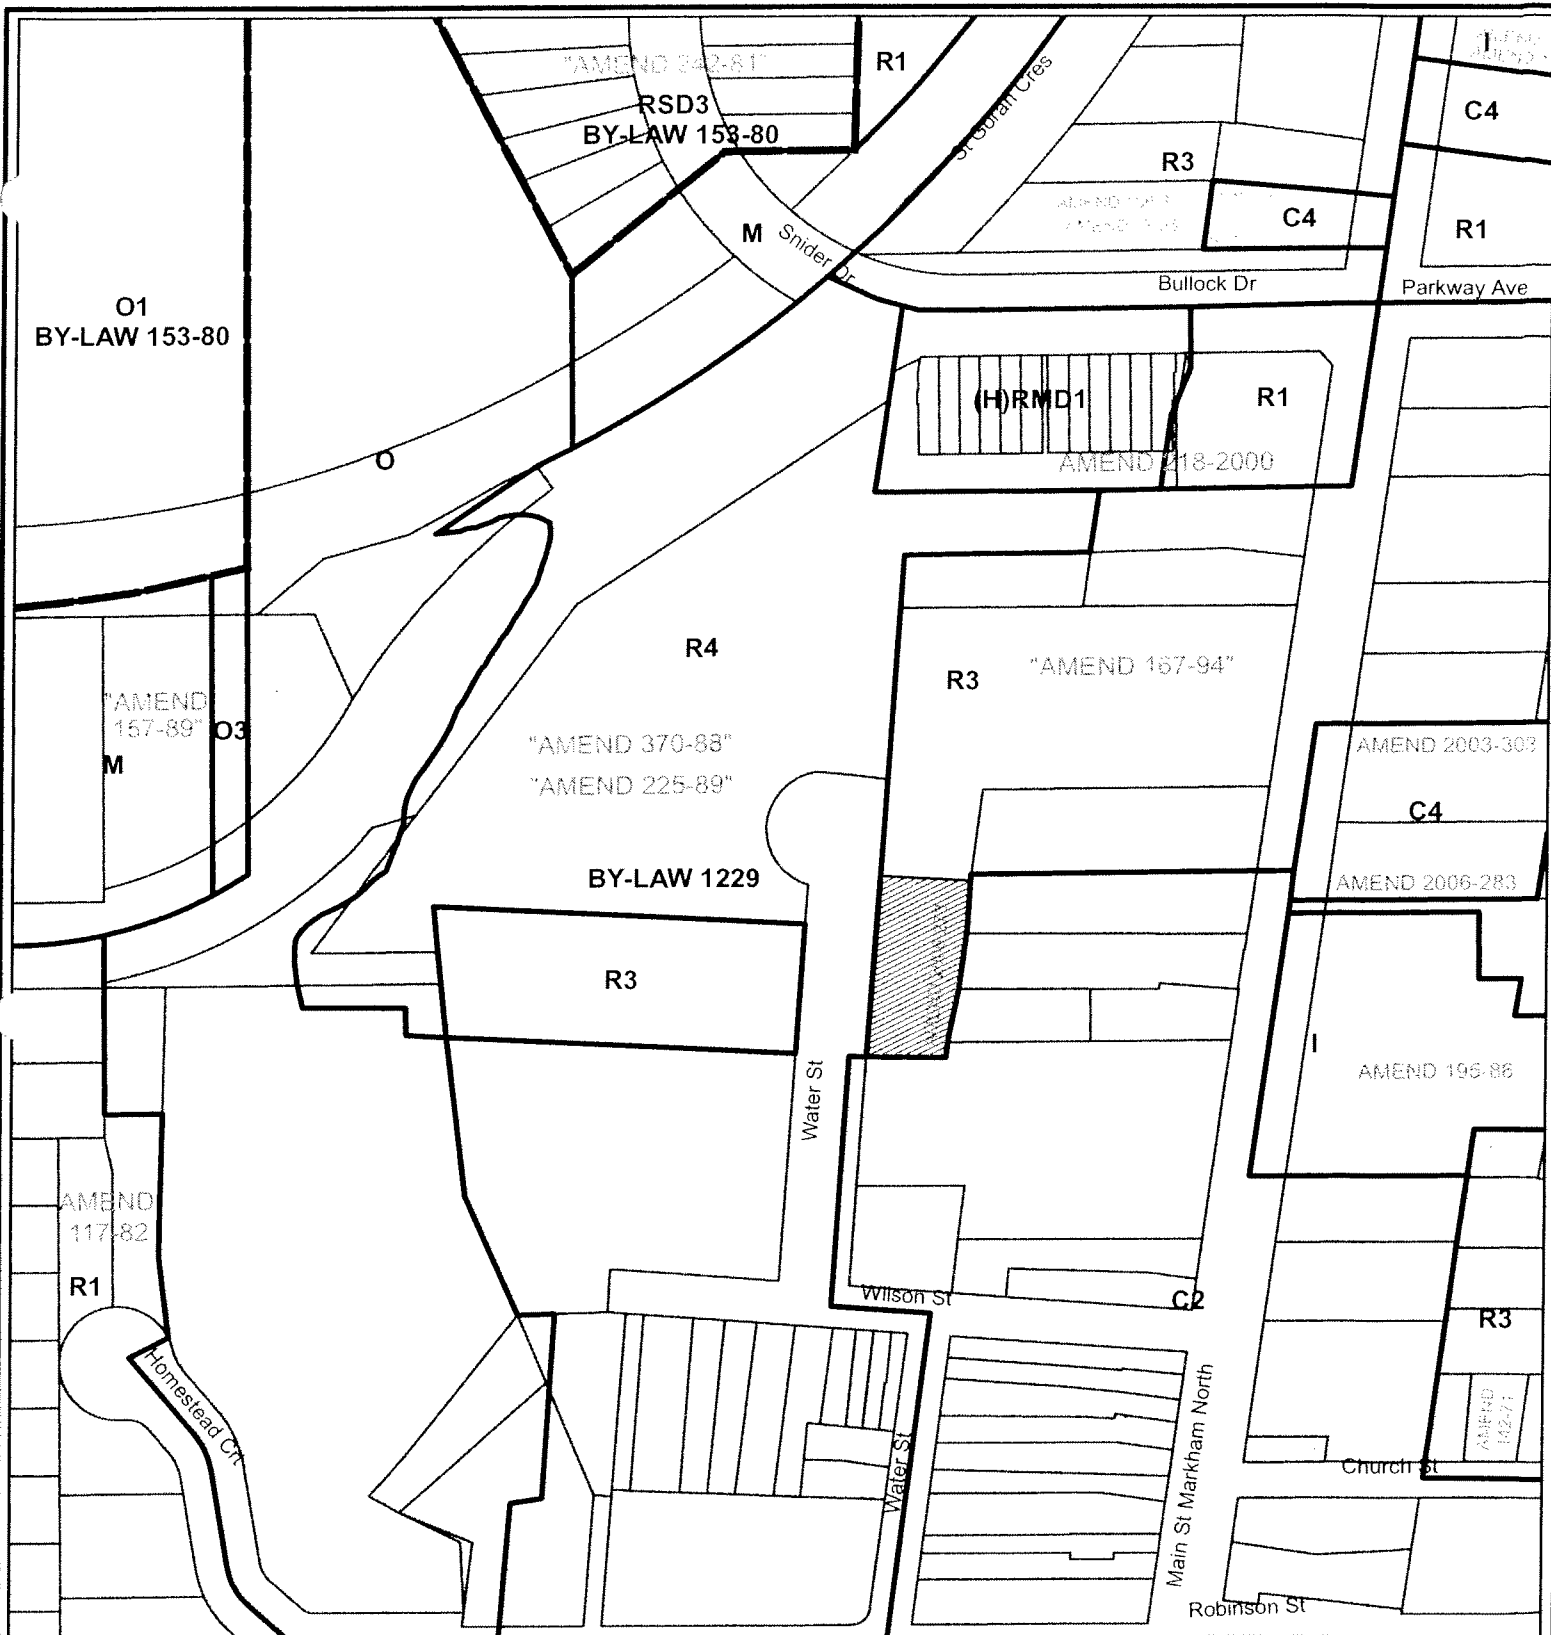 "AMEND 242-81"
R1
St Goran Cres
I
RSD3
BY-LAW 153-80
C4
R3
C4
R1
M
Snider Dr
Bullock Dr
Parkway Ave
O1
BY-LAW 153-80
(H)RMD1
R1
AMEND 218-2000
O
R4
R3
"AMEND 167-94"
"AMEND
157-89"
O3
M
"AMEND 370-88"
"AMEND 225-89"
AMEND 2003-303
C4
BY-LAW 1229
AMEND 2006-283
R3
I
AMEND 195-86
Water St
AMEND
117-82
R1
Wilson St
C2
R3
Homestead Crt
Main St Markham North
AMEND
142-71
Water St
Church St
Robinson St